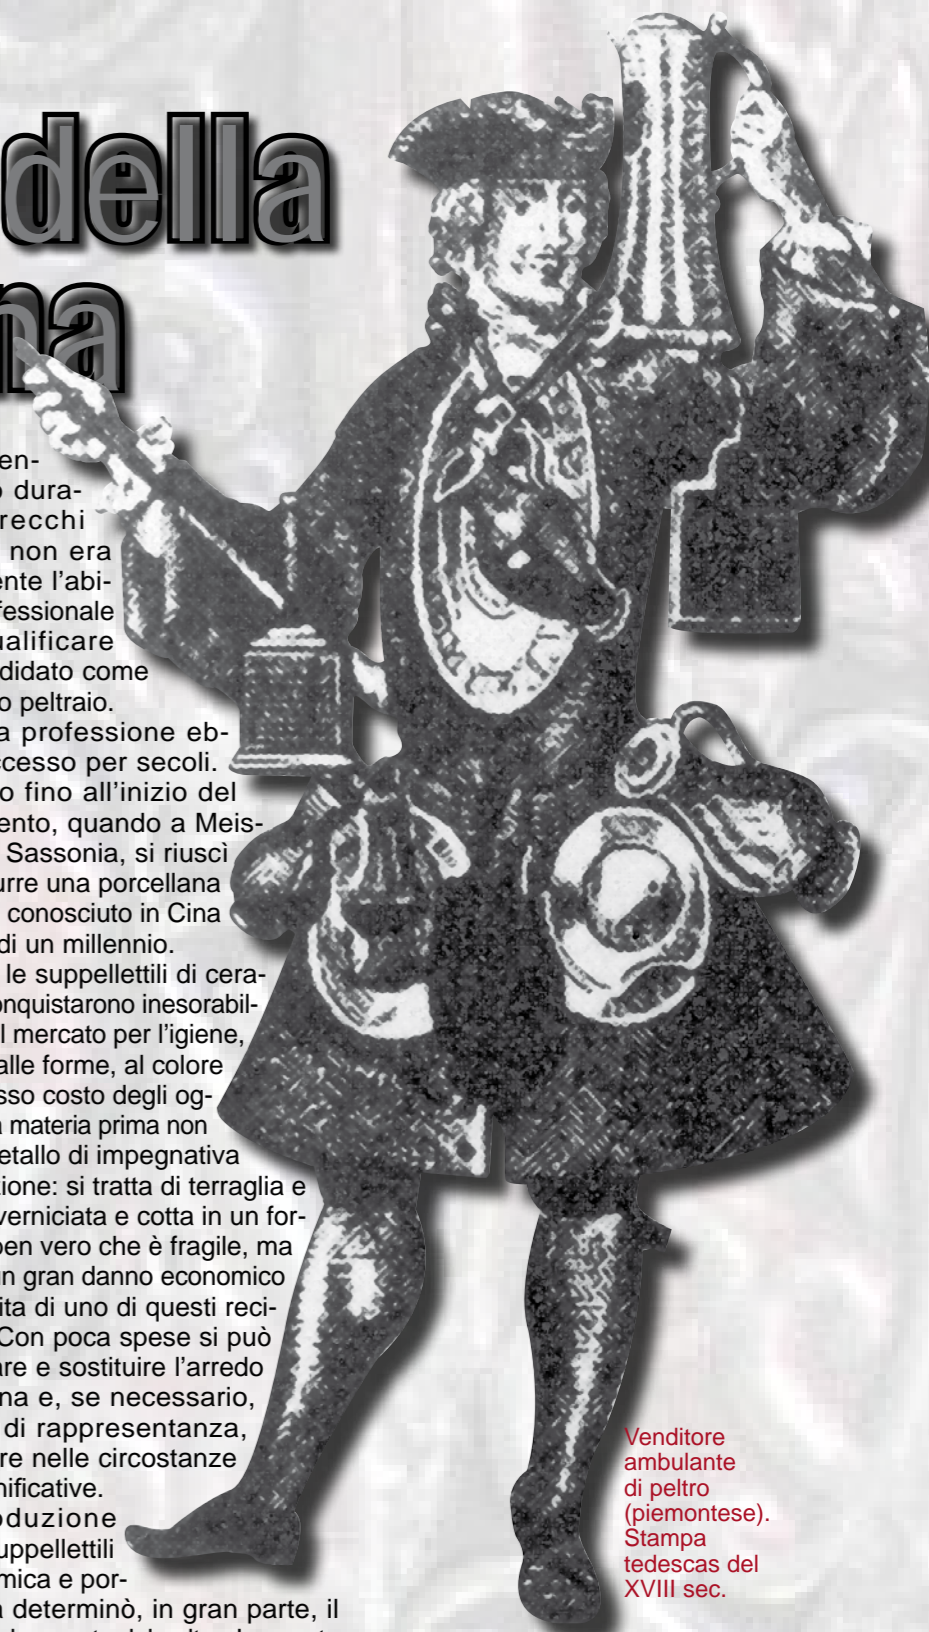 della
na
en-
o dura-
recchi
non era
ente l'abi-
fessionale
ualificare
didato come
o peltraio.
a professione eb-
ccesso per secoli.
o fino all'inizio del
ento, quando a Meis-
Sassonia, si riuscì
urre una porcellana
conosciuto in Cina
di un millennio.
le suppellettili di cera-
onquistarono inesorabil-
l mercato per l'igiene,
alle forme, al colore
sso costo degli og-
a materia prima non
etallo di impegnativa
zione: si tratta di terraglia e
verniciata e cotta in un for-
ben vero che è fragile, ma
un gran danno economico
ita di uno di questi reci-
Con poca spese si può
are e sostituire l'arredo
na e, se necessario,
di rappresentanza,
re nelle circostanze
nificative.
oduzione
uppellettili
mica e por-
a determinò, in gran parte, il
Venditore
ambulante
di peltro
(piemontese).
Stampa
tedescas del
XVIII sec.